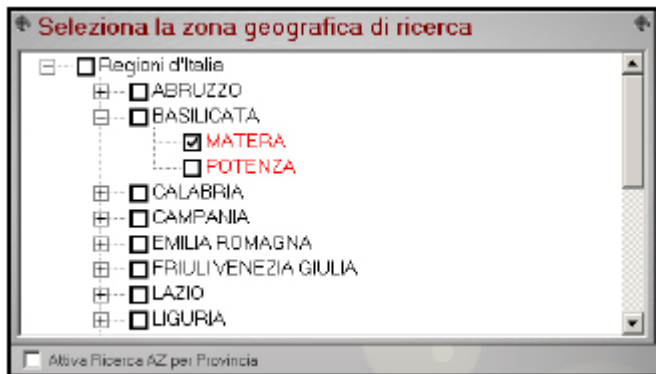 Seleziona la zona geografica di ricerca
Regioni d'Italia
ABRUZZO
BASILICATA
MATERA
POTENZA
CALABRIA
CAMPANIA
EMILIA ROMAGNA
FRIULI VENEZIA GIULIA
LAZIO
LIGURIA
Attiva Ricerca AZ per Provincia